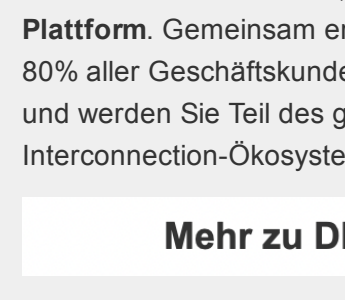 Plattform. Gemeinsam
80% aller
und werden Sie Teil des
Mehr zu